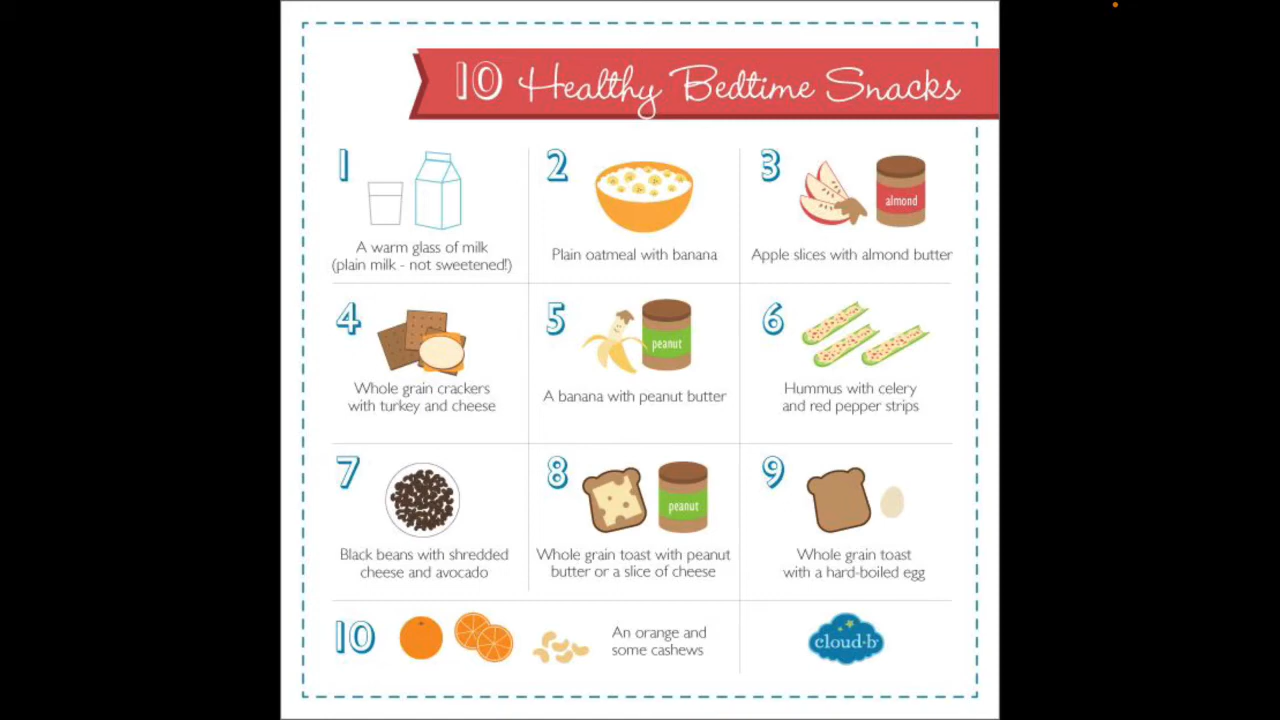 10 Healthy Bedtime Snacks
1
A warm glass of milk
(plain milk - not sweetened!)
2
Plain oatmeal with banana
3
almond
Apple slices with almond butter
4
Whole grain crackers
with turkey and cheese
5
peanut
A banana with peanut butter
6
Hummus with celery
and red pepper strips
7
Black beans with shredded
cheese and avocado
8
peanut
Whole grain toast with peanut
butter or a slice of cheese
9
Whole grain toast
with a hard-boiled egg
10
An orange and
some cashews
cloud-b